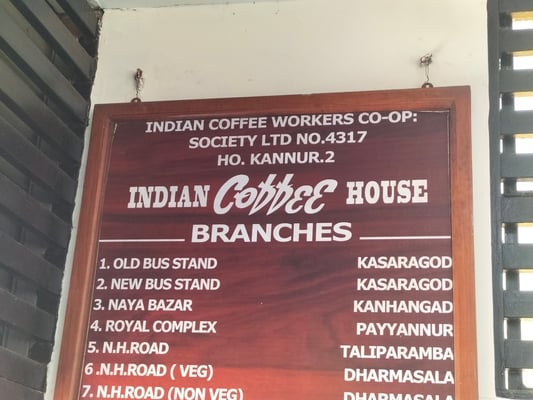 INDIAN COFFEE WORKERS CO-OP:
SOCIETY LTD NO.4317
HO. KANNUR.2
INDIAN Coffee HOUSE
BRANCHES
1. OLD BUS STAND KASARAGOD
2. NEW BUS STAND KASARAGOD
3. NAYA BAZAR KANHANGAD
4. ROYAL COMPLEX PAYYANNUR
5. N.H.ROAD TALIPARAMBA
6 .N.H.ROAD ( VEG) DHARMASALA
7. N.H.ROAD (NON VEG) DHARMASALA